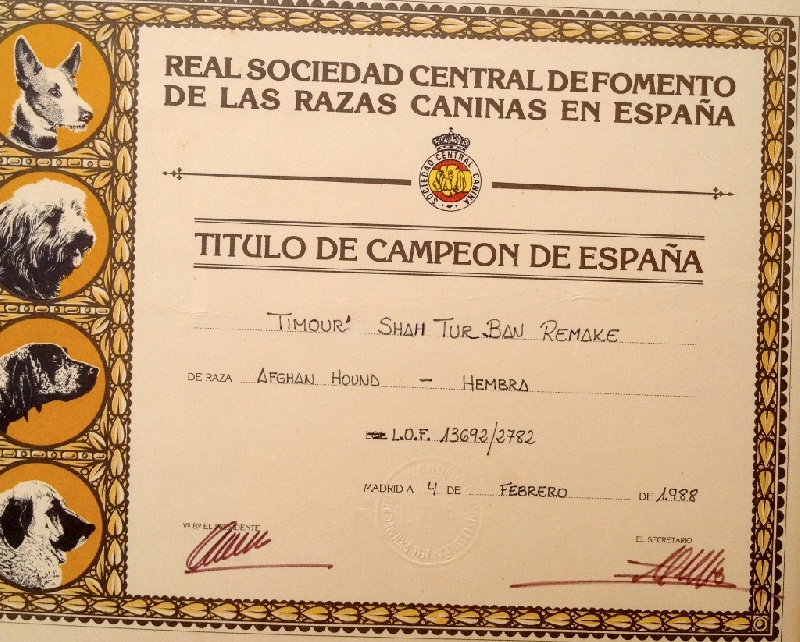 REAL SOCIEDAD CENTRAL DE FOMENTO
DE LAS RAZAS CANINAS EN ESPAÑA
SOCIEDAD CENTRAL CANINA
TITULO DE CAMPEON DE ESPAÑA
TIMOUR' SHAH TUR BAN REMAKE
DE RAZA AFGHAN HOUND - HEMBRA
L.O.F. 13692/2782
MADRID A 4 DE FEBRERO DE 1988
Vº Bº EL PRESIDENTE
EL SECRETARIO